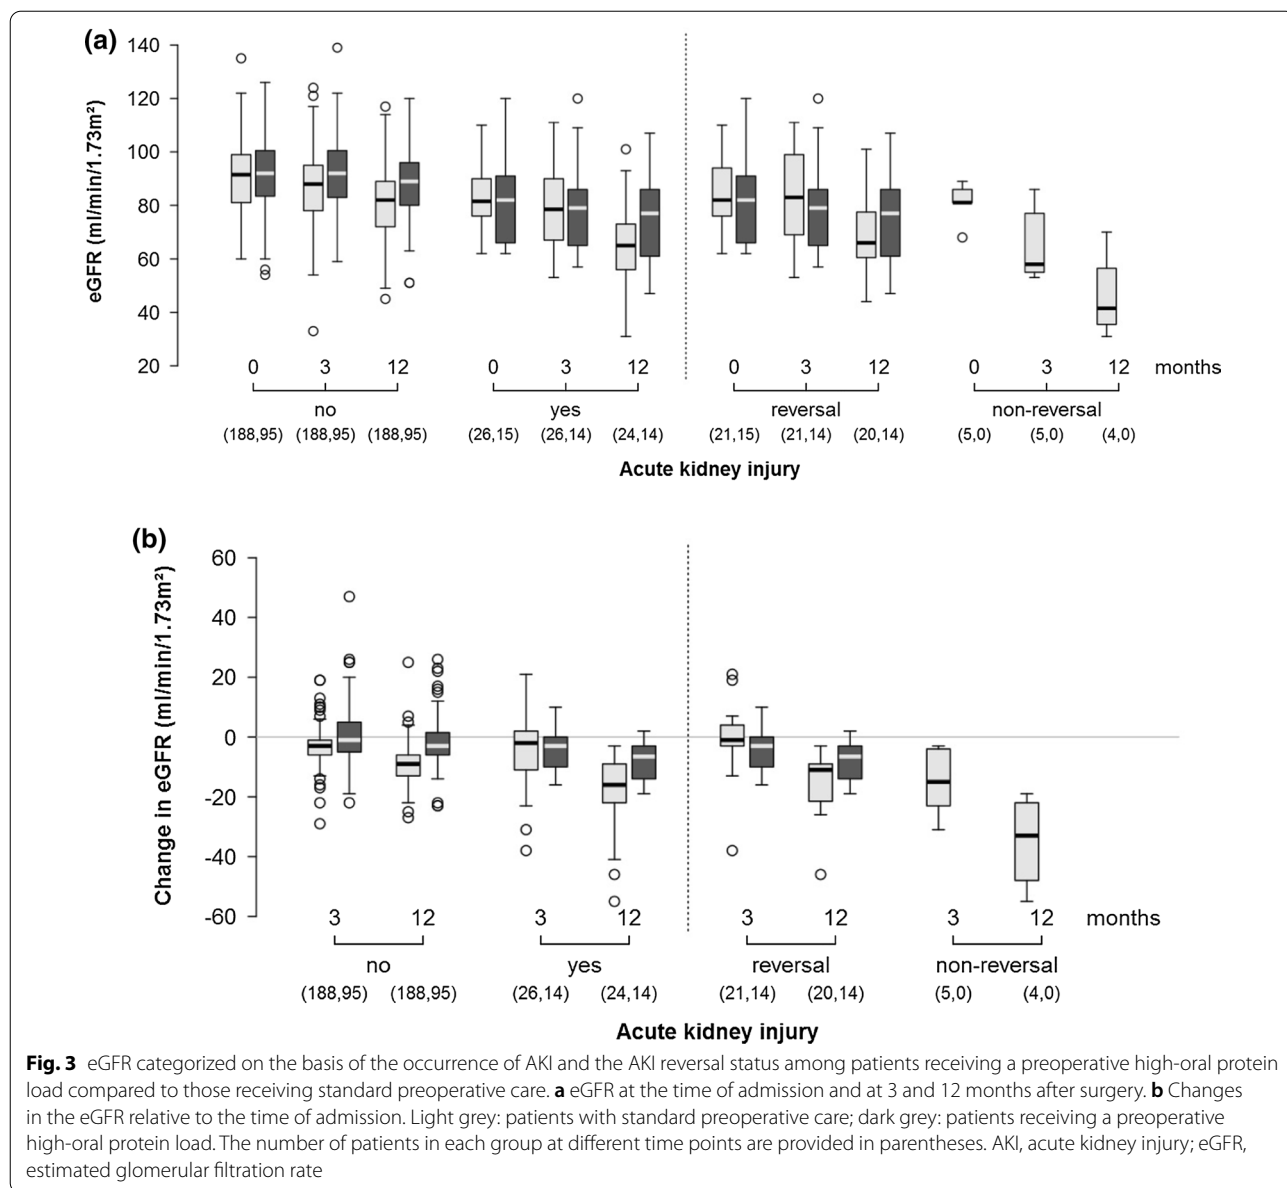 (a)
140
120
100
80
60
40
20
eGFR (ml/min/1.73m²)
0 3 12 0 3 12 0 3 12 0 3 12 months
no yes reversal non-reversal
(188,95) (188,95) (188,95) (26,15) (26,14) (24,14) (21,15) (21,14) (20,14) (5,0) (5,0) (4,0)
Acute kidney injury
(b)
60
40
20
0
-20
-40
-60
Change in eGFR (ml/min/1.73m²)
3 12 3 12 3 12 3 12 months
no yes reversal non-reversal
(188,95) (188,95) (26,14) (24,14) (21,14) (20,14) (5,0) (4,0)
Acute kidney injury
Fig. 3 eGFR categorized on the basis of the occurrence of AKI and the AKI reversal status among patients receiving a preoperative high-oral protein
load compared to those receiving standard preoperative care. a eGFR at the time of admission and at 3 and 12 months after surgery. b Changes
in the eGFR relative to the time of admission. Light grey: patients with standard preoperative care; dark grey: patients receiving a preoperative
high-oral protein load. The number of patients in each group at different time points are provided in parentheses. AKI, acute kidney injury; eGFR,
estimated glomerular filtration rate